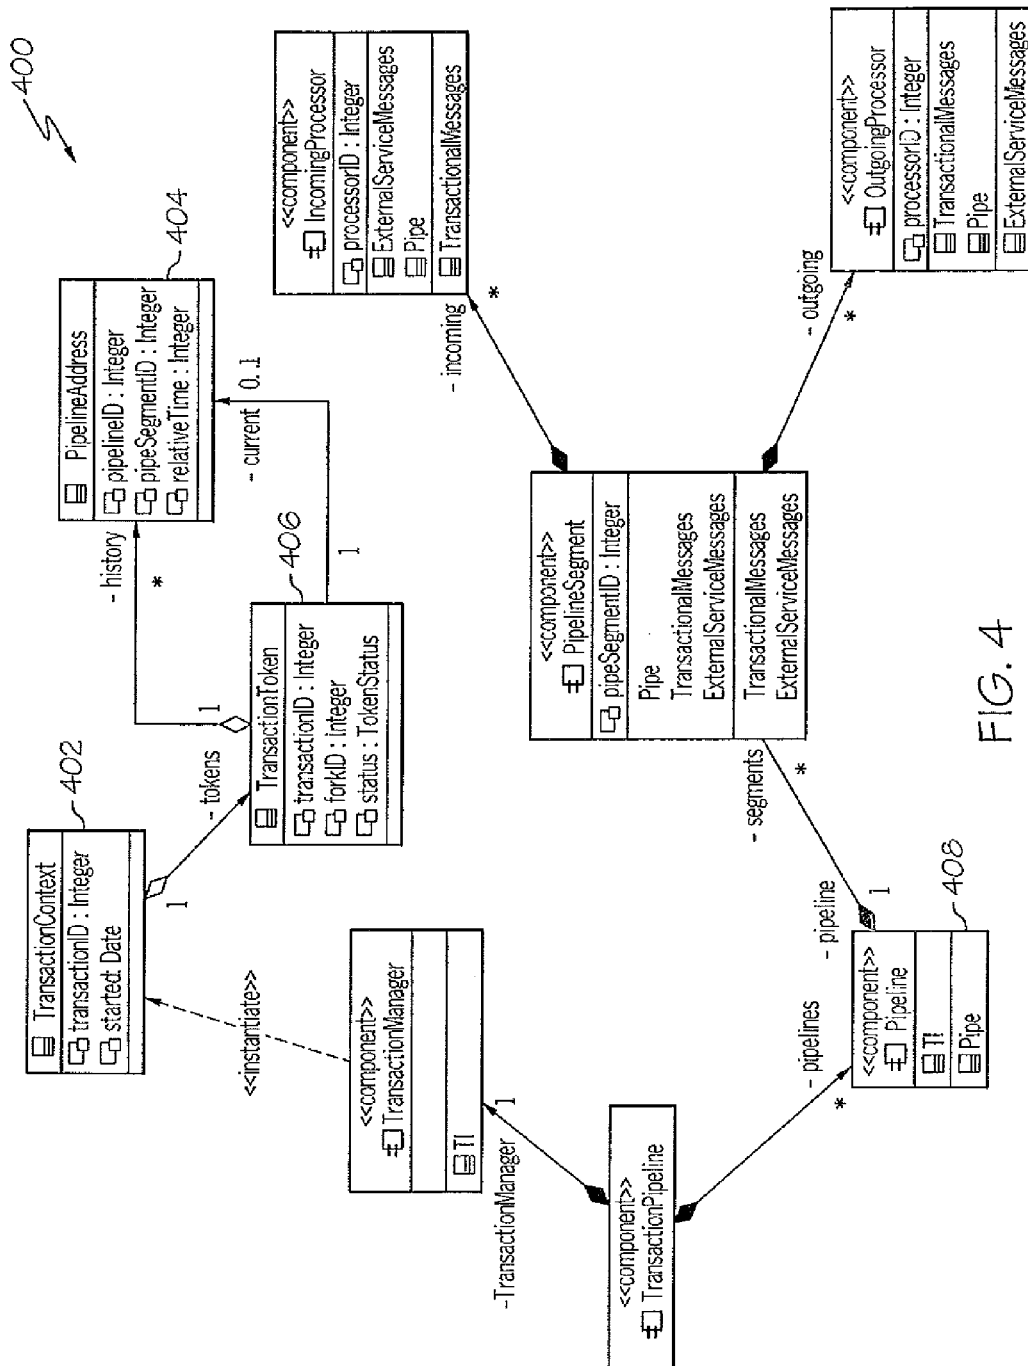 400
TransactionContext
transactionID : Integer
started Date
402
1
- tokens
<<instantiate>>
TransactionToken
transactionID : Integer
forkID : Integer
status : TokenStatus
406
1
- history
*
1
- current
0..1
PipelineAddress
pipelineID : Integer
pipeSegmentID : Integer
relativeTime : Integer
404
<<component>>
TransactionManager
TI
-TransactionManager
1
<<component>>
TransactionPipeline
- pipelines
*
<<component>>
Pipeline
TI
Pipe
408
- pipeline
1
- segments
*
<<component>>
PipelineSegment
pipeSegmentID : Integer
Pipe
TransactionalMessages
ExternalServiceMessages
TransactionalMessages
ExternalServiceMessages
- incoming
*
<<component>>
IncomingProcessor
processorID : Integer
ExternalServiceMessages
Pipe
TransactionalMessages
- outgoing
*
<<component>>
OutgoingProcessor
processorID : Integer
TransactionalMessages
Pipe
ExternalServiceMessages
FIG. 4